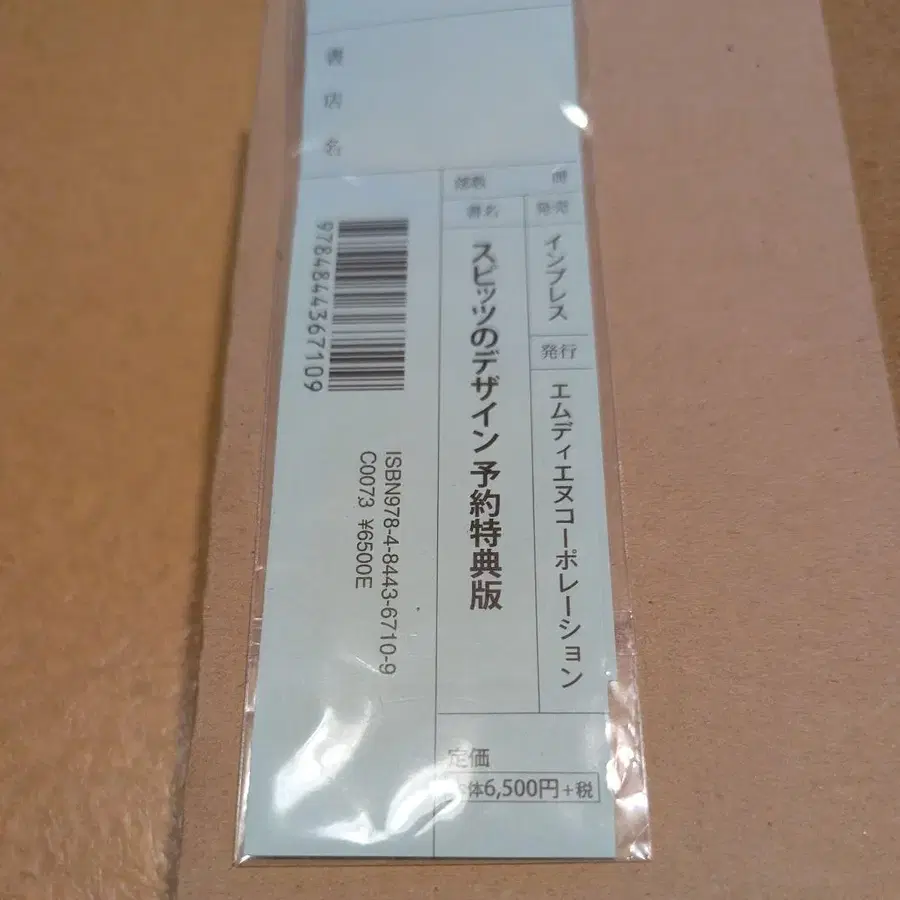 書店名
部数 冊
発売
インプレス
発行
エムディエヌコーポレーション
書名
スピッツのデザイン 予約特典版
9784844367109
ISBN978-4-8443-6710-9
C0073 ¥6500E
定価
本体6,500円+税